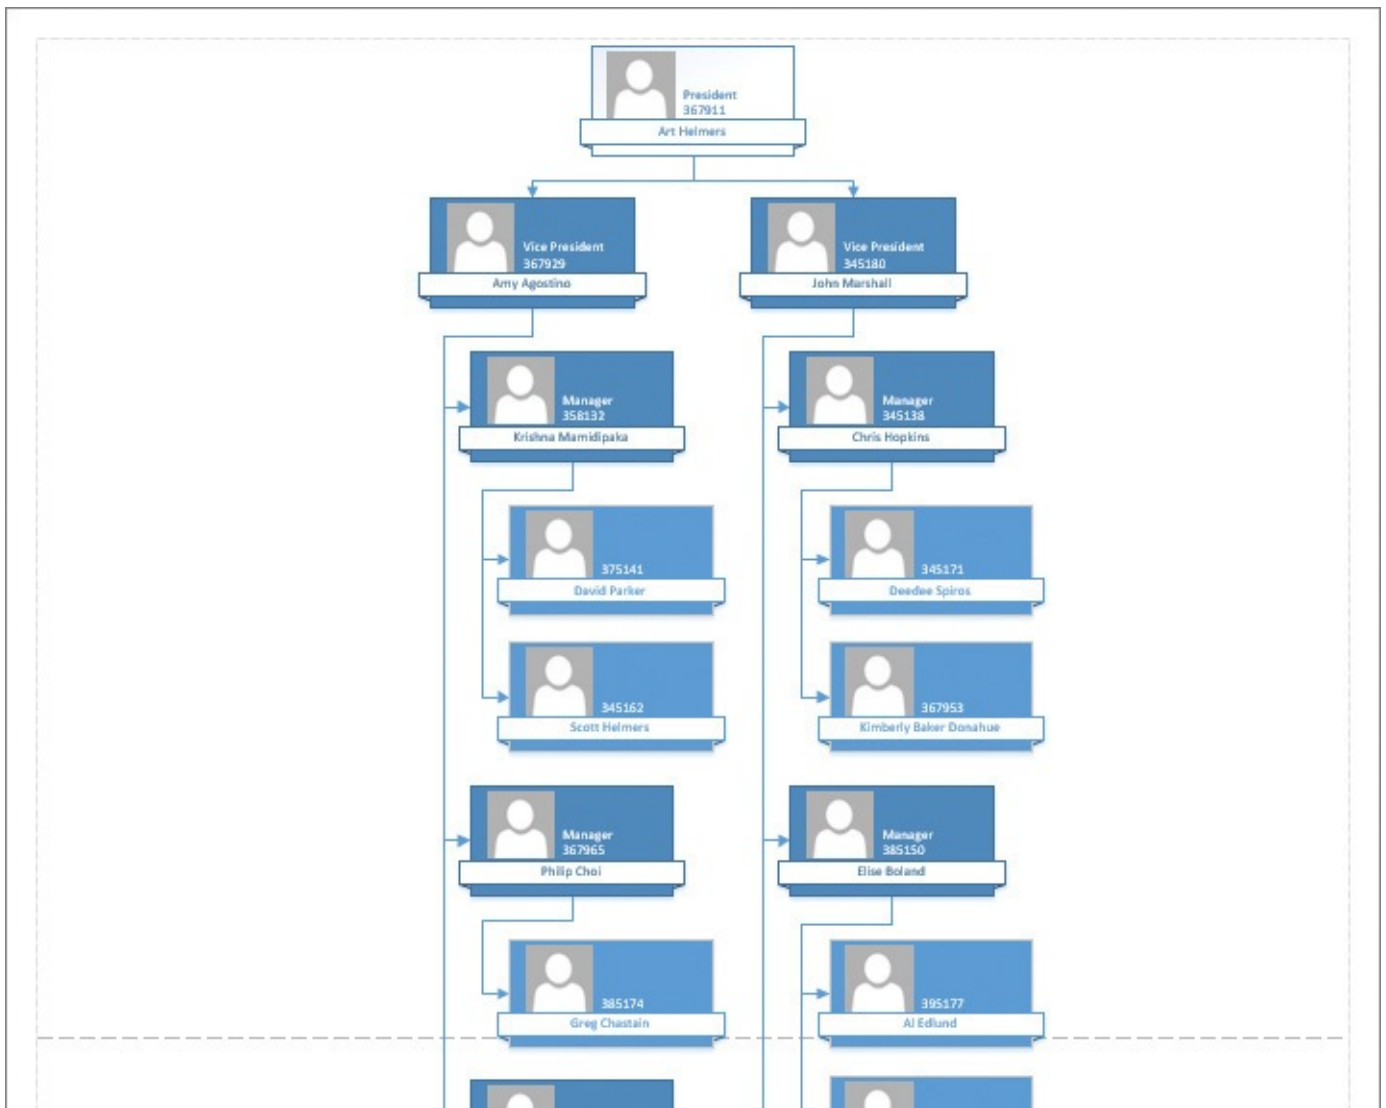 President
367911
Art Helmers
Vice President
367929
Amy Agostino
Vice President
345180
John Marshall
Manager
358132
Krishna Mamidipaka
Manager
345138
Chris Hopkins
375141
David Parker
345171
Deedee Spiros
345162
Scott Helmers
367953
Kimberly Baker Donahue
Manager
367965
Philip Choi
Manager
385150
Elise Boland
385174
Greg Chastain
395177
Al Edlund